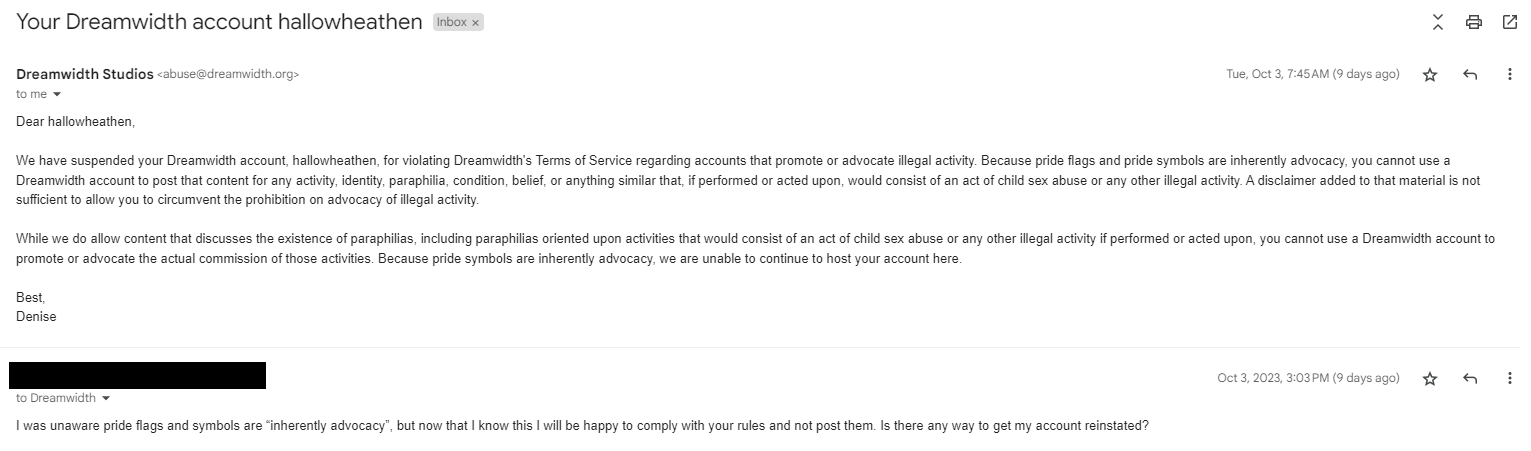 Your Dreamwidth account hallowheathen Inbox ×
Dreamwidth Studios <abuse@dreamwidth.org> Tue, Oct 3, 7:45 AM (9 days ago)
to me
Dear hallowheathen,
We have suspended your Dreamwidth account, hallowheathen, for violating Dreamwidth's Terms of Service regarding accounts that promote or advocate illegal activity. Because pride flags and pride symbols are inherently advocacy, you cannot use a
Dreamwidth account to post that content for any activity, identity, paraphilia, condition, belief, or anything similar that, if performed or acted upon, would consist of an act of child sex abuse or any other illegal activity. A disclaimer added to that material is not
sufficient to allow you to circumvent the prohibition on advocacy of illegal activity.
While we do allow content that discusses the existence of paraphilias, including paraphilias oriented upon activities that would consist of an act of child sex abuse or any other illegal activity if performed or acted upon, you cannot use a Dreamwidth account to
promote or advocate the actual commission of those activities. Because pride symbols are inherently advocacy, we are unable to continue to host your account here.
Best,
Denise
Oct 3, 2023, 3:03 PM (9 days ago)
to Dreamwidth
I was unaware pride flags and symbols are “inherently advocacy”, but now that I know this I will be happy to comply with your rules and not post them. Is there any way to get my account reinstated?